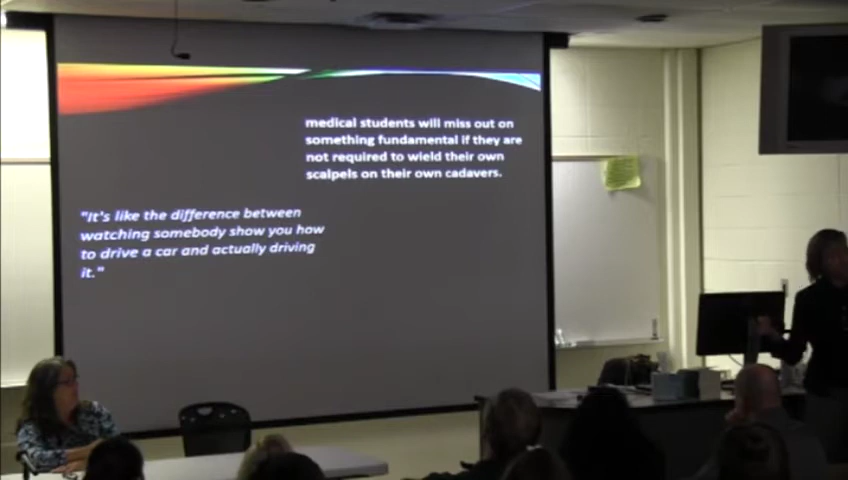 medical students will miss out on
something fundamental if they are
not required to wield their own
scalpels on their own cadavers.
"It's like the difference between
watching somebody show you how
to drive a car and actually driving
it."